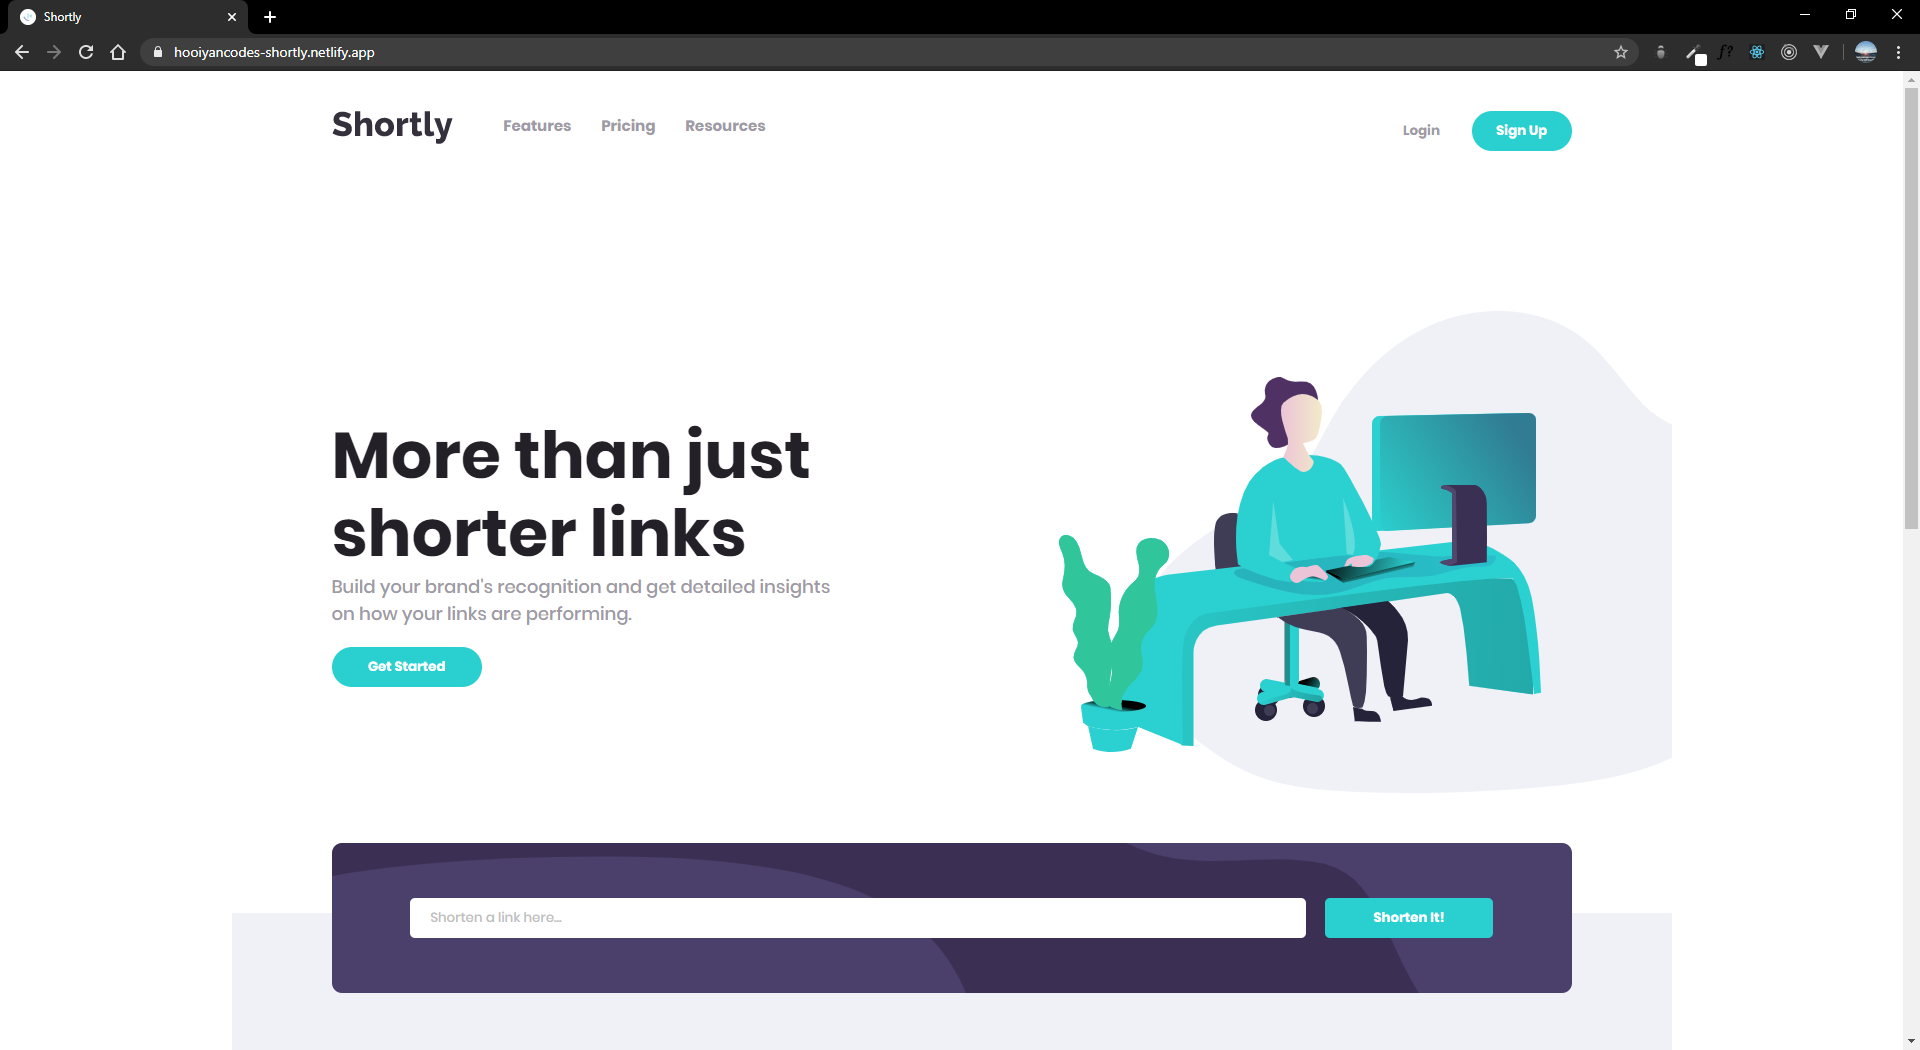 Shortly
hooiyancodes-shortly.netlify.app
f?
Shortly
Features
Pricing
Resources
Login
Sign Up
More than just
shorter links
Build your brand's recognition and get detailed insights
on how your links are performing.
Get Started
Shorten a link here...
Shorten It!